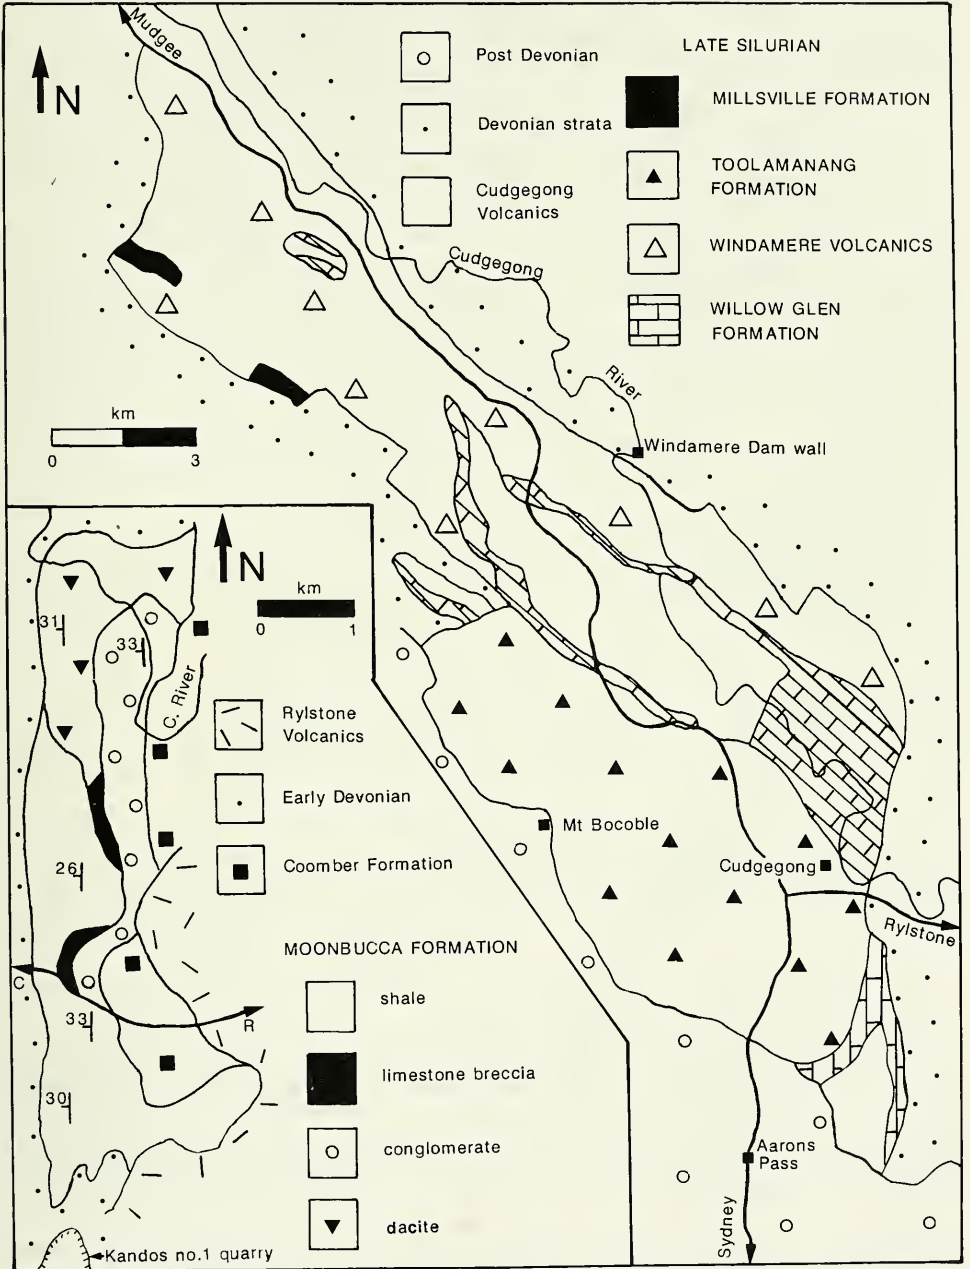 Mudgee
N
Post Devonian
Devonian strata
Cudgegong
Volcanics
LATE SILURIAN
MILLSVILLE FORMATION
TOOLAMANANG
FORMATION
WINDAMERE VOLCANICS
WILLOW GLEN
FORMATION
Cudgegong
River
km
0 3
Windamere Dam wall
Mt Bocoble
Cudgegong
Rylstone
Aarons
Pass
Sydney
N
km
0 1
31
33
C. River
26
C
R
33
30
Rylstone
Volcanics
Early Devonian
Coomber Formation
MOONBUCCA FORMATION
shale
limestone breccia
conglomerate
dacite
Kandos no.1 quarry